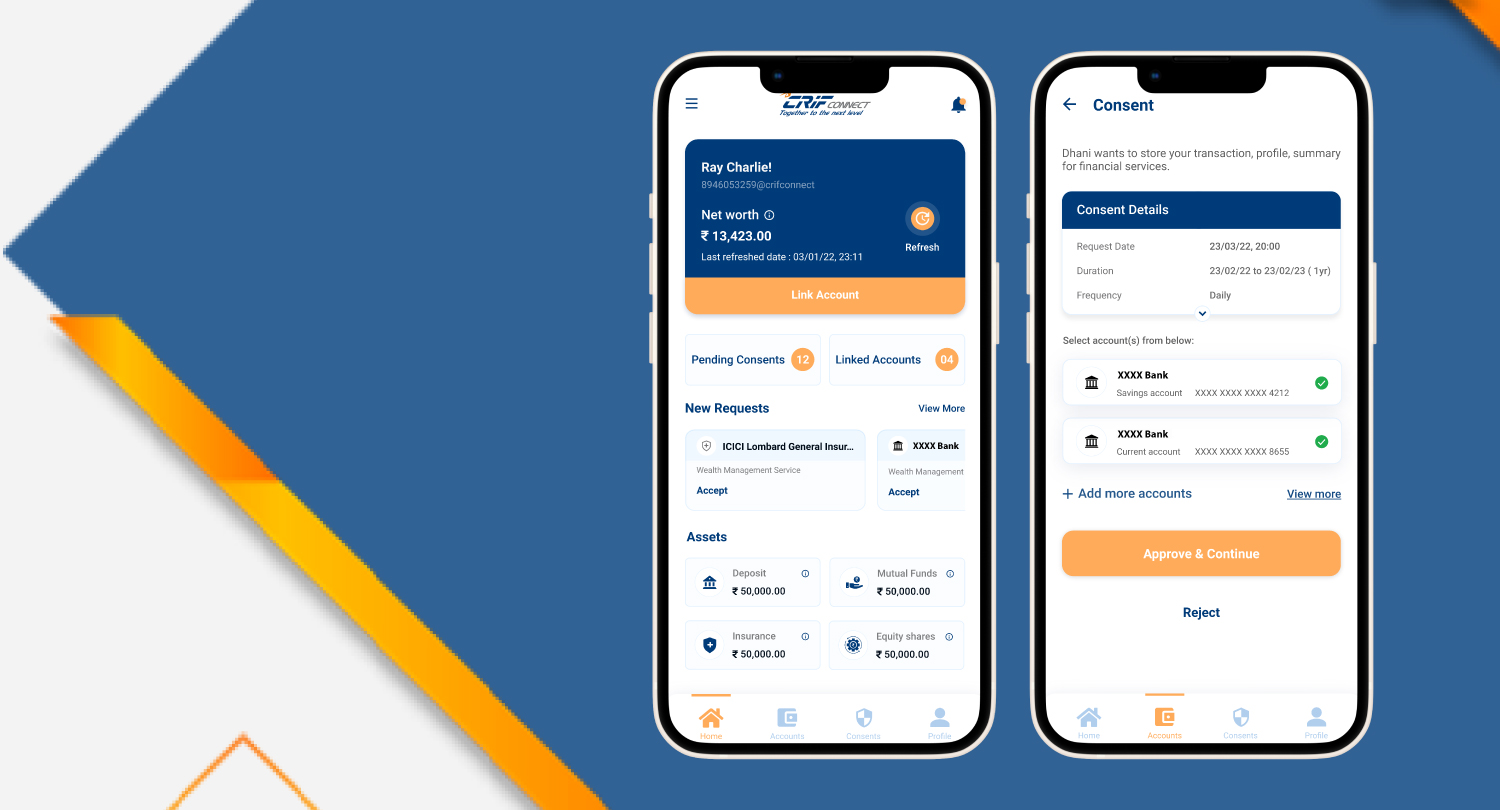 CRIF CONNECT
Together to the next level
Ray Charlie!
8946053259@crifconnect
Net worth
₹ 13,423.00
Last refreshed date : 03/01/22, 23:11
Refresh
Link Account
Pending Consents 12
Linked Accounts 04
New Requests View More
ICICI Lombard General Insur...
Wealth Management Service
Accept
XXXX Bank
Wealth Management
Accept
Assets
Deposit
₹ 50,000.00
Mutual Funds
₹ 50,000.00
Insurance
₹ 50,000.00
Equity shares
₹ 50,000.00
Home Accounts Consents Profile
Consent
Dhani wants to store your transaction, profile, summary
for financial services.
Consent Details
Request Date 23/03/22, 20:00
Duration 23/02/22 to 23/02/23 ( 1yr)
Frequency Daily
Select account(s) from below:
XXXX Bank
Savings account XXXX XXXX XXXX 4212
XXXX Bank
Current account XXXX XXXX XXXX 8655
+ Add more accounts View more
Approve & Continue
Reject
Home Accounts Consents Profile